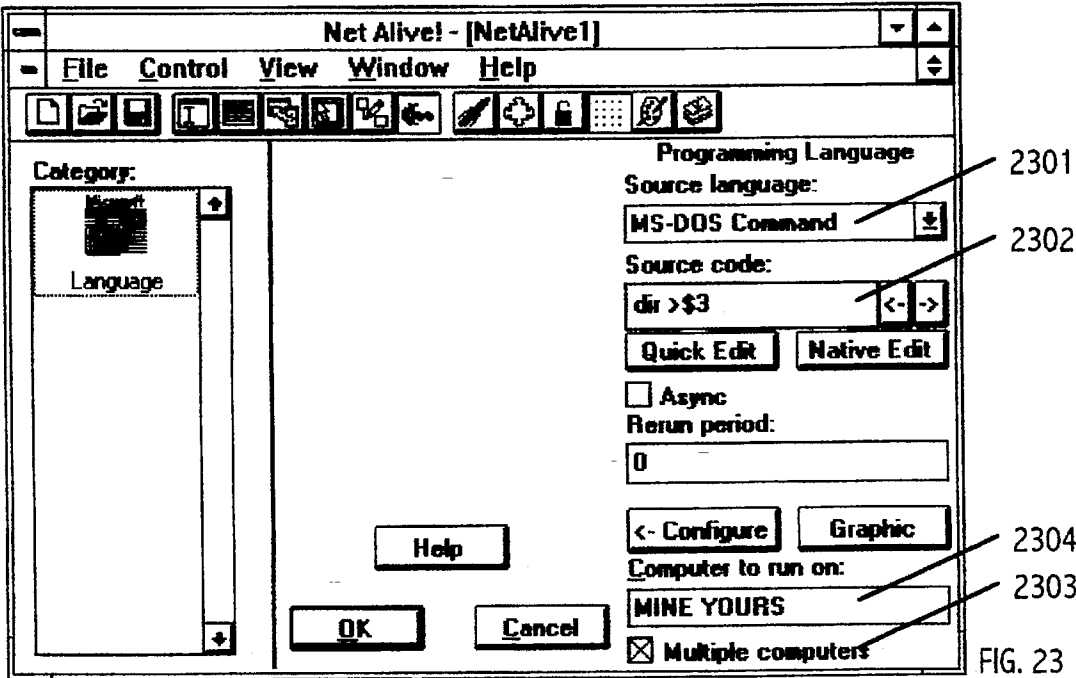 Net Alive! - [NetAlive1]
File Control View Window Help
Category:
Microsoft
Language
Programming Language
Source language:
MS-DOS Command
Source code:
dir >$3
<- ->
Quick Edit Native Edit
Async
Rerun period:
0
<- Configure Graphic
Help
Computer to run on:
MINE YOURS
OK Cancel
Multiple computers
2301
2302
2304
2303
FIG. 23